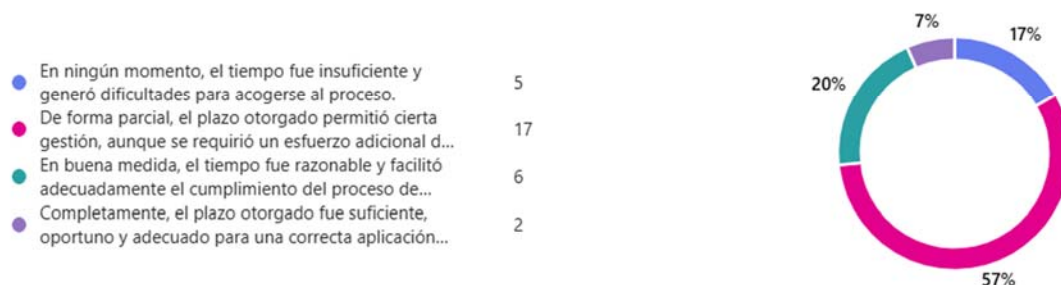 En ningún momento, el tiempo fue insuficiente y
generó dificultades para acogerse al proceso.
5
De forma parcial, el plazo otorgado permitió cierta
gestión, aunque se requirió un esfuerzo adicional d...
17
En buena medida, el tiempo fue razonable y facilitó
adecuadamente el cumplimiento del proceso de...
6
Completamente, el plazo otorgado fue suficiente,
oportuno y adecuado para una correcta aplicación...
2
7%
17%
20%
57%